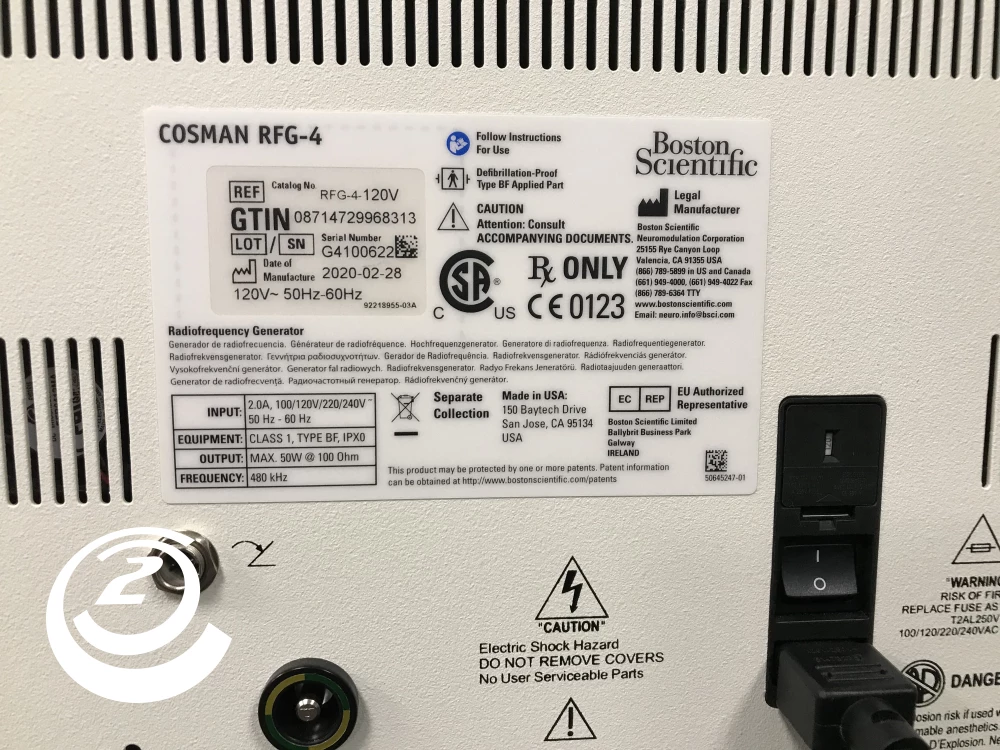 COSMAN RFG-4
REF Catalog No. RFG-4-120V
GTIN 08714729968313
LOT / SN Serial Number G4100622
Date of Manufacture 2020-02-28
120V~ 50Hz-60Hz
92218955-03A
Follow Instructions
For Use
Defibrillation-Proof
Type BF Applied Part
CAUTION
Attention: Consult
ACCOMPANYING DOCUMENTS.
CSA ®
C US
Rx ONLY
CE 0123
Boston
Scientific
Legal
Manufacturer
Boston Scientific
Neuromodulation Corporation
25155 Rye Canyon Loop
Valencia, CA 91355 USA
(866) 789-5899 in US and Canada
(661) 949-4000, (661) 949-4022 Fax
(866) 789-6364 TTY
www.bostonscientific.com
Email: neuro.info@bsci.com
Radiofrequency Generator
Generador de radiofrecuencia. Générateur de radiofréquence. Hochfrequenzgenerator. Generatore di radiofrequenza. Radiofrequentiegenerator.
Radiofrekvensgenerator. Γεννήτρια ραδιοσυχνοτήτων. Gerador de Radiofrequência. Radiofrekvensgenerator. Rádiófrekvenciás generátor.
Vysokofrekvenční generátor. Generator fal radiowych. Radiofrekvensgenerator. Radyo Frekans Jeneratörü. Radiotaajuuden generaattori.
Generator de radiofrecvență. Радиочастотный генератор. Rádiofrekvenčný generátor.
INPUT: 2.0A, 100/120V/220/240V~
50 Hz - 60 Hz
EQUIPMENT: CLASS 1, TYPE BF, IPX0
OUTPUT: MAX. 50W @ 100 Ohm
FREQUENCY: 480 kHz
Separate
Collection
Made in USA:
150 Baytech Drive
San Jose, CA 95134
USA
EC REP EU Authorized
Representative
Boston Scientific Limited
Ballybrit Business Park
Galway
IRELAND
This product may be protected by one or more patents. Patent information
can be obtained at http://www.bostonscientific.com/patents
50645247-01
2
"CAUTION"
Electric Shock Hazard
DO NOT REMOVE COVERS
No User Serviceable Parts
I
O
"WARNING
RISK OF FIR
REPLACE FUSE AS
T2AL250V
100/120/220/240VAC
DANGE
losion risk if used w
mable anesthetics.
D'Explosion. Ne